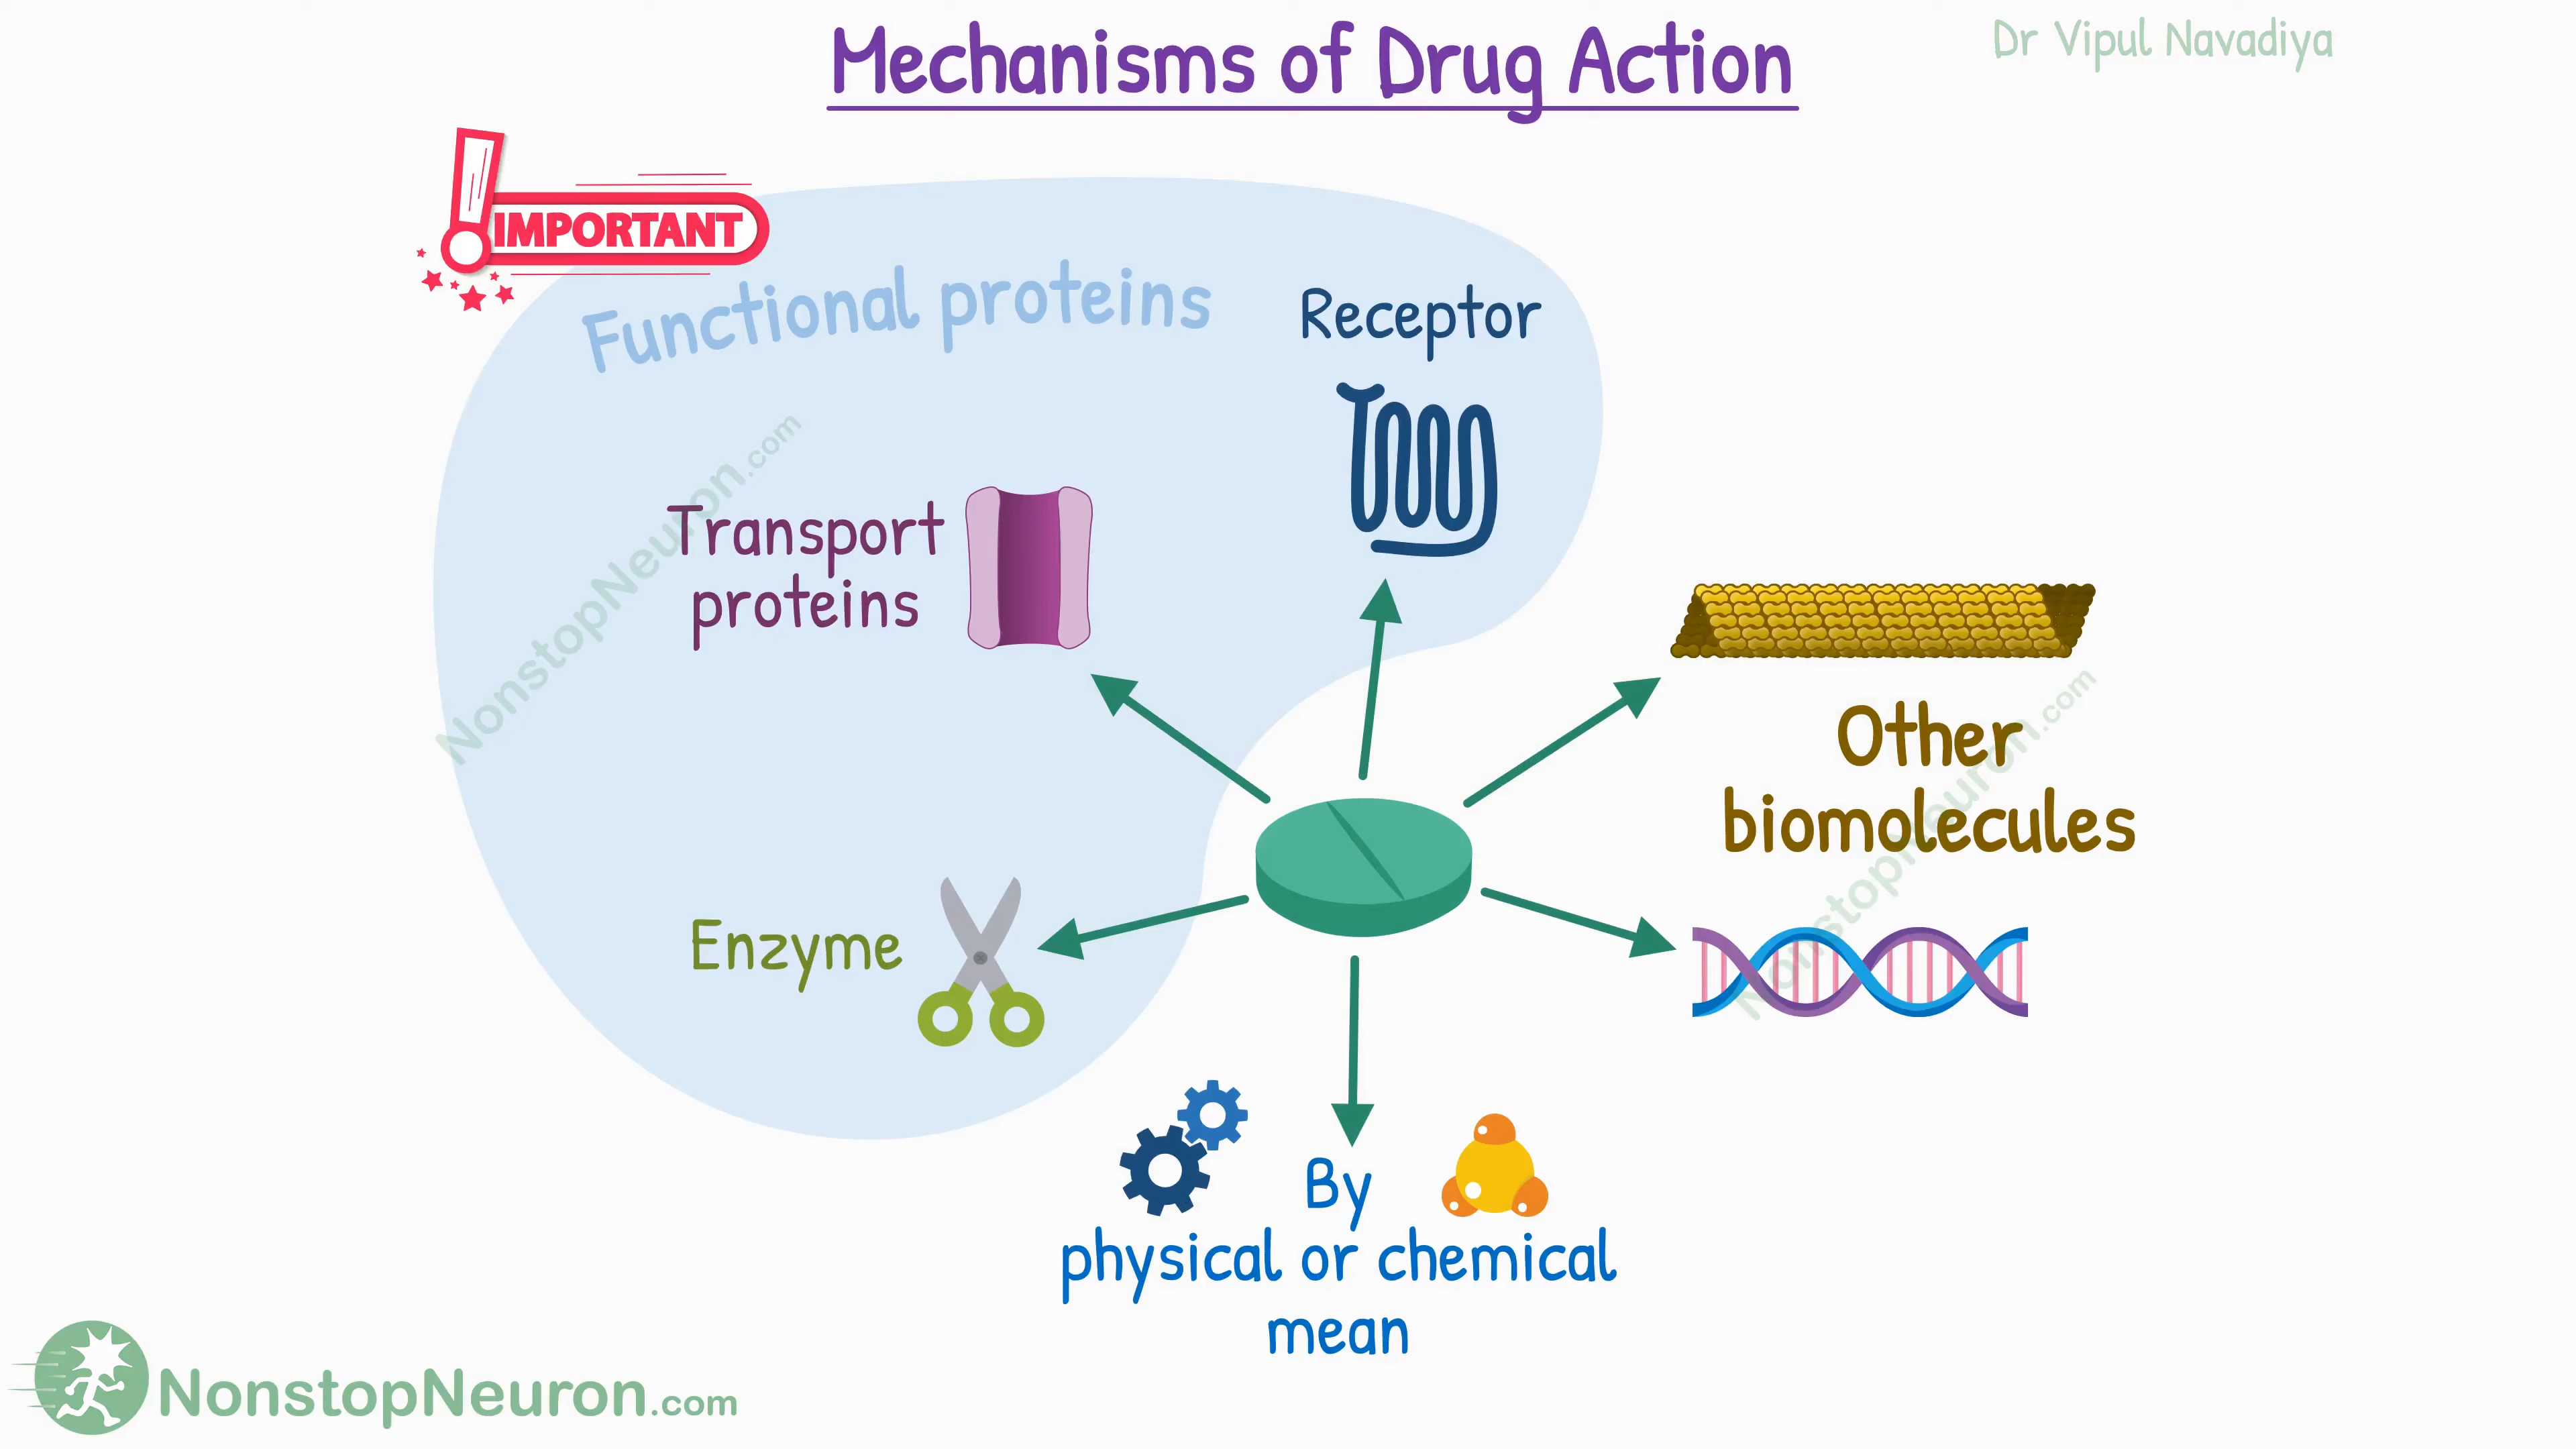 Mechanisms of Drug Action
Dr Vipul Navadiya
IMPORTANT
Functional proteins
Receptor
Transport
proteins
NonstopNeuron.com
Other
biomolecules
NonstopNeuron.com
Enzyme
By
physical or chemical
mean
NonstopNeuron.com